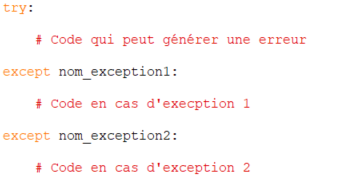 try:
# Code qui peut générer une erreur
except nom_exception1:
# Code en cas d'execption 1
except nom_exception2:
# Code en cas d'exception 2